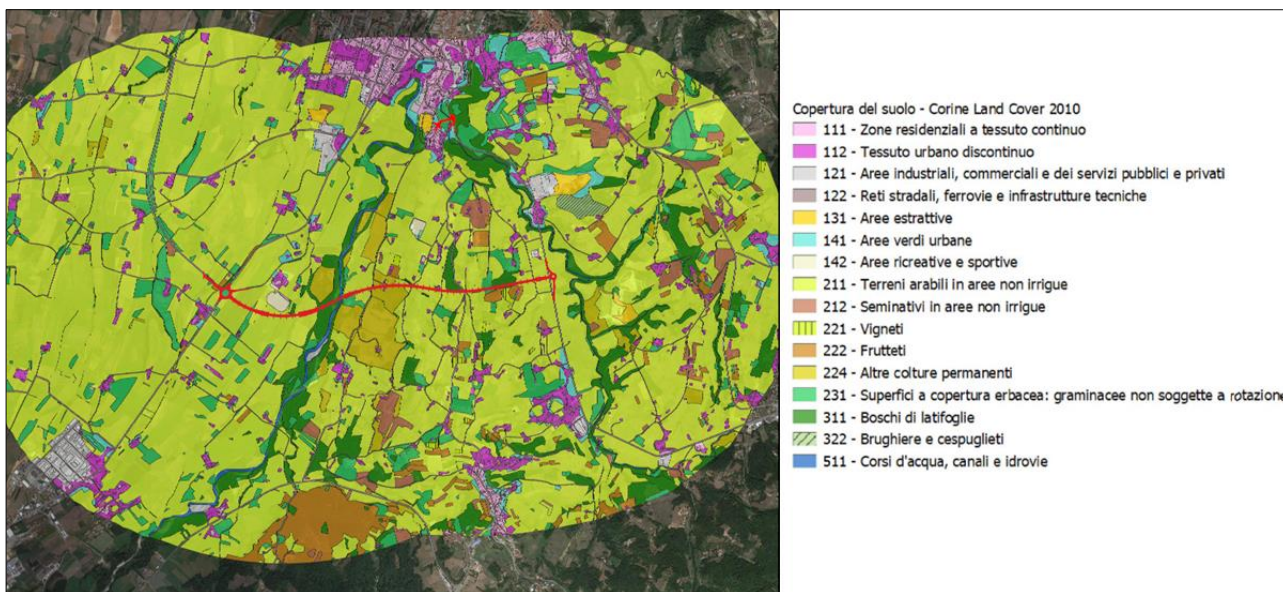 Copertura del suolo - Corine Land Cover 2010
111 - Zone residenziali a tessuto continuo
112 - Tessuto urbano discontinuo
121 - Aree industriali, commerciali e dei servizi pubblici e privati
122 - Reti stradali, ferrovie e infrastrutture tecniche
131 - Aree estrattive
141 - Aree verdi urbane
142 - Aree ricreative e sportive
211 - Terreni arabili in aree non irrigue
212 - Seminativi in aree non irrigue
221 - Vigneti
222 - Frutteti
224 - Altre colture permanenti
231 - Superfici a copertura erbacea: graminacee non soggette a rotazione
311 - Boschi di latifoglie
322 - Brughiere e cespuglieti
511 - Corsi d'acqua, canali e idrovie